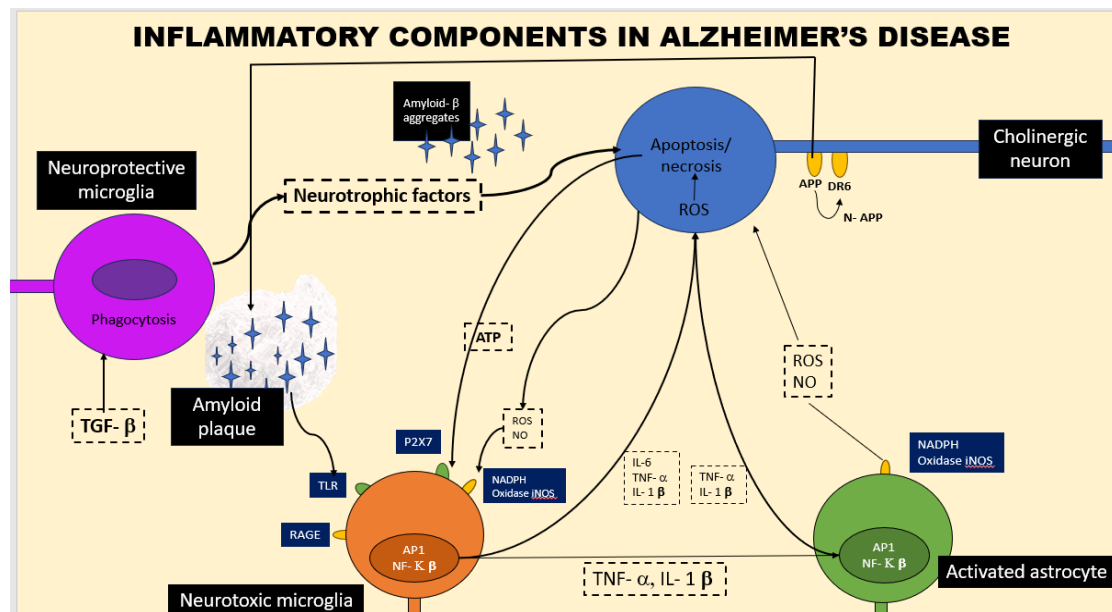 INFLAMMATORY COMPONENTS IN ALZHEIMER’S DISEASE
Amyloid- β
aggregates
Neuroprotective
microglia
Neurotrophic factors
Apoptosis/
necrosis
ROS
Cholinergic
neuron
APP DR6
N- APP
Phagocytosis
TGF- β
Amyloid
plaque
ATP
ROS
NO
ROS
NO
P2X7
TLR
NADPH
Oxidase iNOS
RAGE
IL-6
TNF- α
IL- 1 β
TNF- α
IL- 1 β
NADPH
Oxidase iNOS
AP1
NF- K β
AP1
NF- K β
TNF- α, IL- 1 β
Neurotoxic microglia
Activated astrocyte